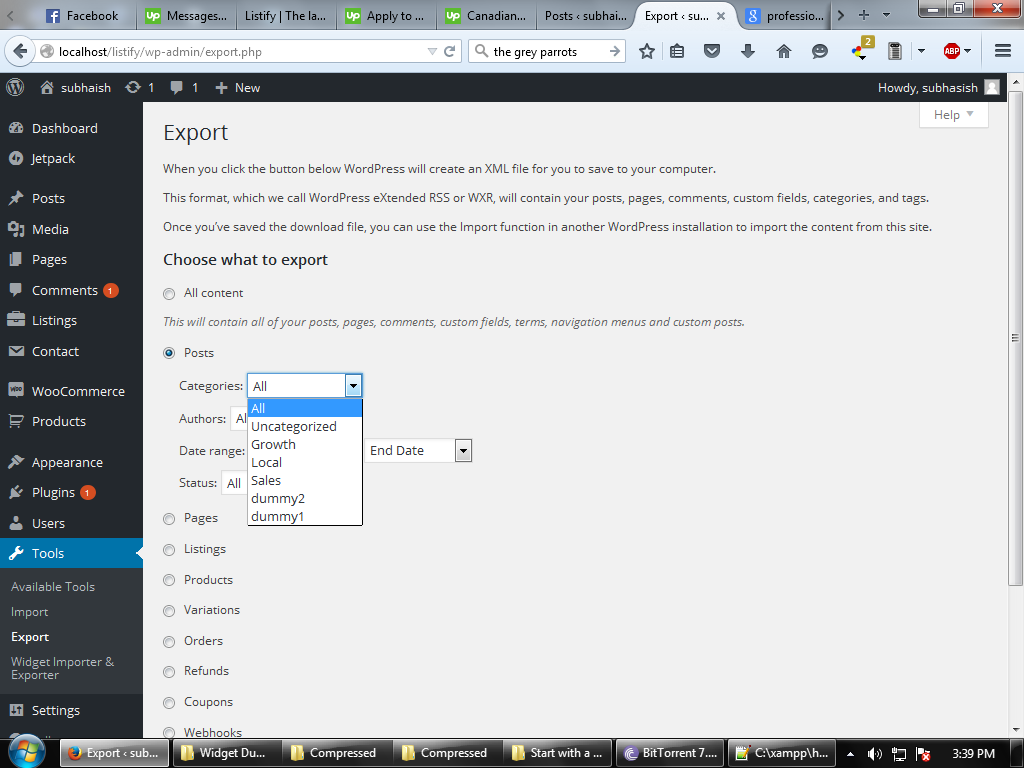 Facebook
Messages...
Listify | The la...
Apply to ...
Canadian...
Posts ‹ subhai...
Export ‹ su...
professio...
localhost/listify/wp-admin/export.php
the grey parrots
2
ABP
subhaish
1
1
New
Howdy, subhasish
Help
Dashboard
Jetpack
Posts
Media
Pages
Comments 1
Listings
Contact
WooCommerce
Products
Appearance
Plugins 1
Users
Tools
Available Tools
Import
Export
Widget Importer &
Exporter
Settings
Export
When you click the button below WordPress will create an XML file for you to save to your computer.
This format, which we call WordPress eXtended RSS or WXR, will contain your posts, pages, comments, custom fields, categories, and tags.
Once you've saved the download file, you can use the Import function in another WordPress installation to import the content from this site.
Choose what to export
All content
This will contain all of your posts, pages, comments, custom fields, terms, navigation menus and custom posts.
Posts
Categories: All
All
Uncategorized
Growth
Local
Sales
dummy2
dummy1
Authors: Al
Date range: End Date
Status: All
Pages
Listings
Products
Variations
Orders
Refunds
Coupons
Webhooks
Export ‹ sub...
Widget Du...
Compressed
Compressed
Start with a ...
BitTorrent 7....
C:\xampp\h...
3:39 PM